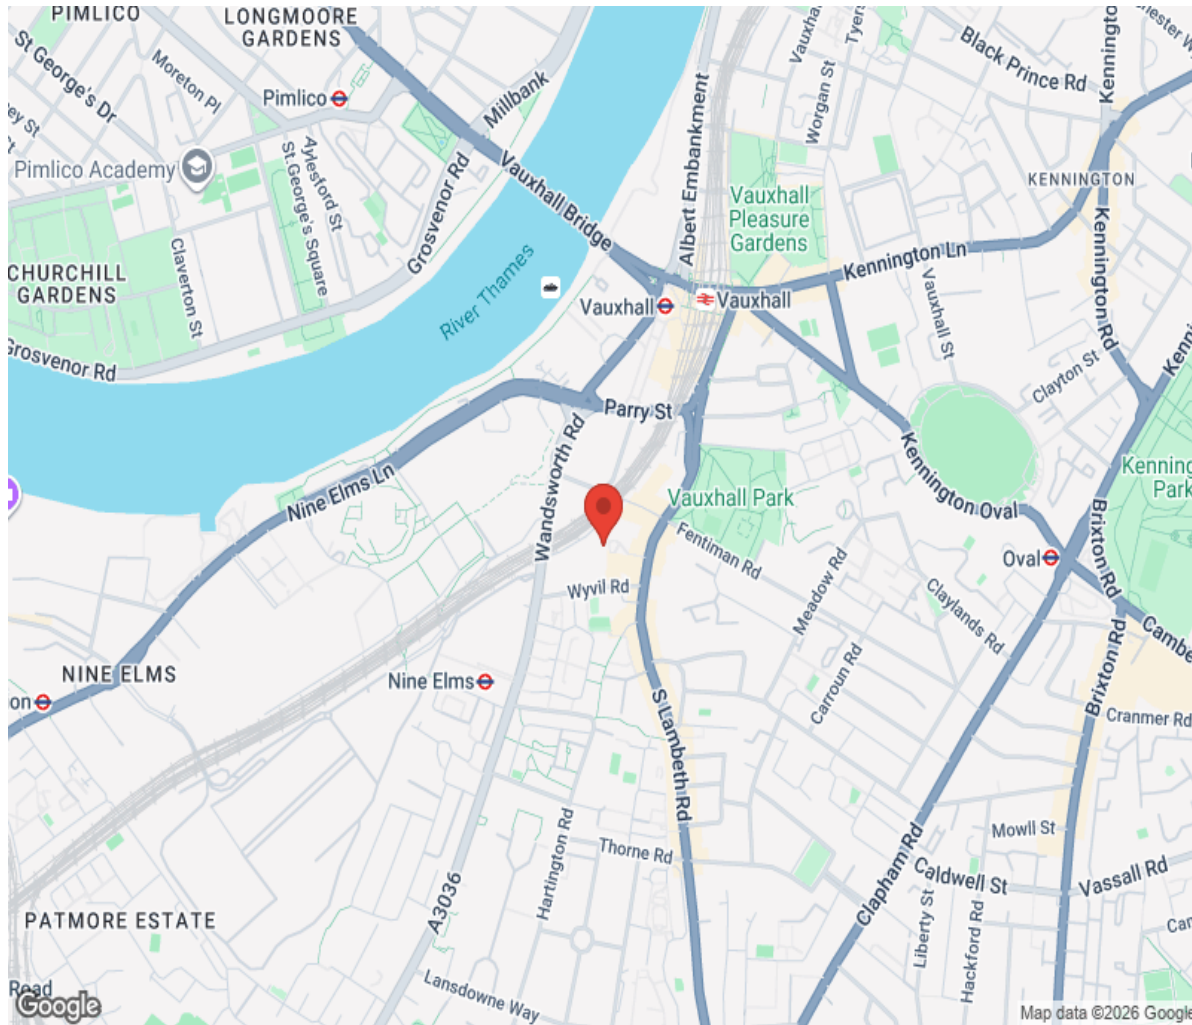 PIMLICO
LONGMOORE
GARDENS
St George's Dr
Moreton Pl
Pimlico
Millbank
Pimlico Academy
Aylesford St
St.George's Square
Grosvenor Rd
Claverton St
CHURCHILL
GARDENS
Grosvenor Rd
River Thames
Vauxhall Bridge
Albert Embankment
Worgan St
Black Prince Rd
KENNINGTON
Vauxhall
Pleasure
Gardens
Kennington Ln
Kennington Rd
Vauxhall
Vauxhall
Vauxhall St
Clayton St
Parry St
Wandsworth Rd
Nine Elms Ln
Vauxhall Park
Kennington Oval
Fentiman Rd
Oval
Brixton Rd
Meadow Rd
Claylands Rd
Wyvil Rd
NINE ELMS
Nine Elms
Carroun Rd
S Lambeth Rd
Brixton Rd
Cranmer Rd
Mowll St
Hartington Rd
Thorne Rd
Clapham Rd
Caldwell St
Vassall Rd
A3036
PATMORE ESTATE
Liberty St
Hackford Rd
Lansdowne Way
Road
Google
Map data ©2026 Google